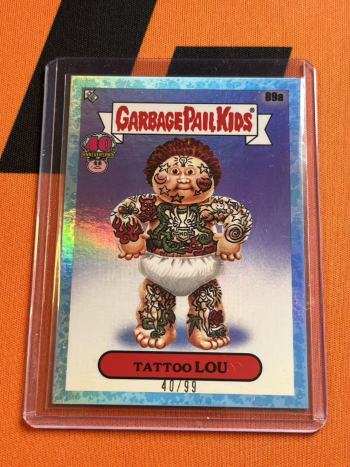 89a
GARBAGE PAIL KIDS
40
ANNIVERSARY
TATTOO LOU
40/99